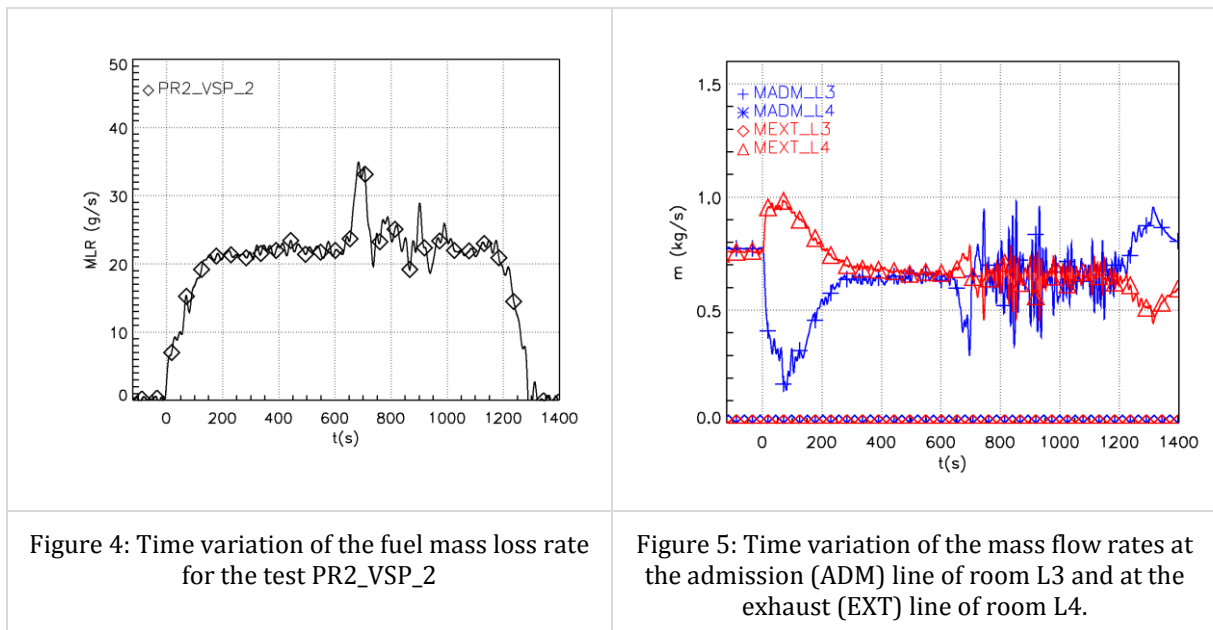 50
40
30
20
10
0
MLR (g/s)
PR2_VSP_2
0 200 400 600 800 1000 1200 1400
t(s)
1.5
1.0
0.5
0.0
m (kg/s)
MADM_L3
MADM_L4
MEXT_L3
MEXT_L4
0 200 400 600 800 1000 1200 1400
t(s)
Figure 4: Time variation of the fuel mass loss rate
for the test PR2_VSP_2
Figure 5: Time variation of the mass flow rates at
the admission (ADM) line of room L3 and at the
exhaust (EXT) line of room L4.